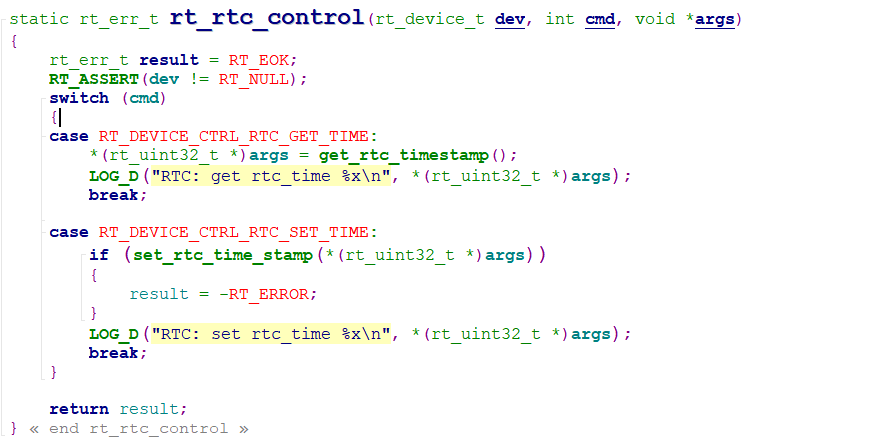 static rt_err_t rt_rtc_control(rt_device_t dev, int cmd, void *args)
{
    rt_err_t result = RT_EOK;
    RT_ASSERT(dev != RT_NULL);
    switch (cmd)
    {
    case RT_DEVICE_CTRL_RTC_GET_TIME:
        *(rt_uint32_t *)args = get_rtc_timestamp();
        LOG_D("RTC: get rtc_time %x\n", *(rt_uint32_t *)args);
        break;

    case RT_DEVICE_CTRL_RTC_SET_TIME:
        if (set_rtc_time_stamp(*(rt_uint32_t *)args))
        {
            result = -RT_ERROR;
        }
        LOG_D("RTC: set rtc_time %x\n", *(rt_uint32_t *)args);
        break;
    }

    return result;
} « end rt_rtc_control »